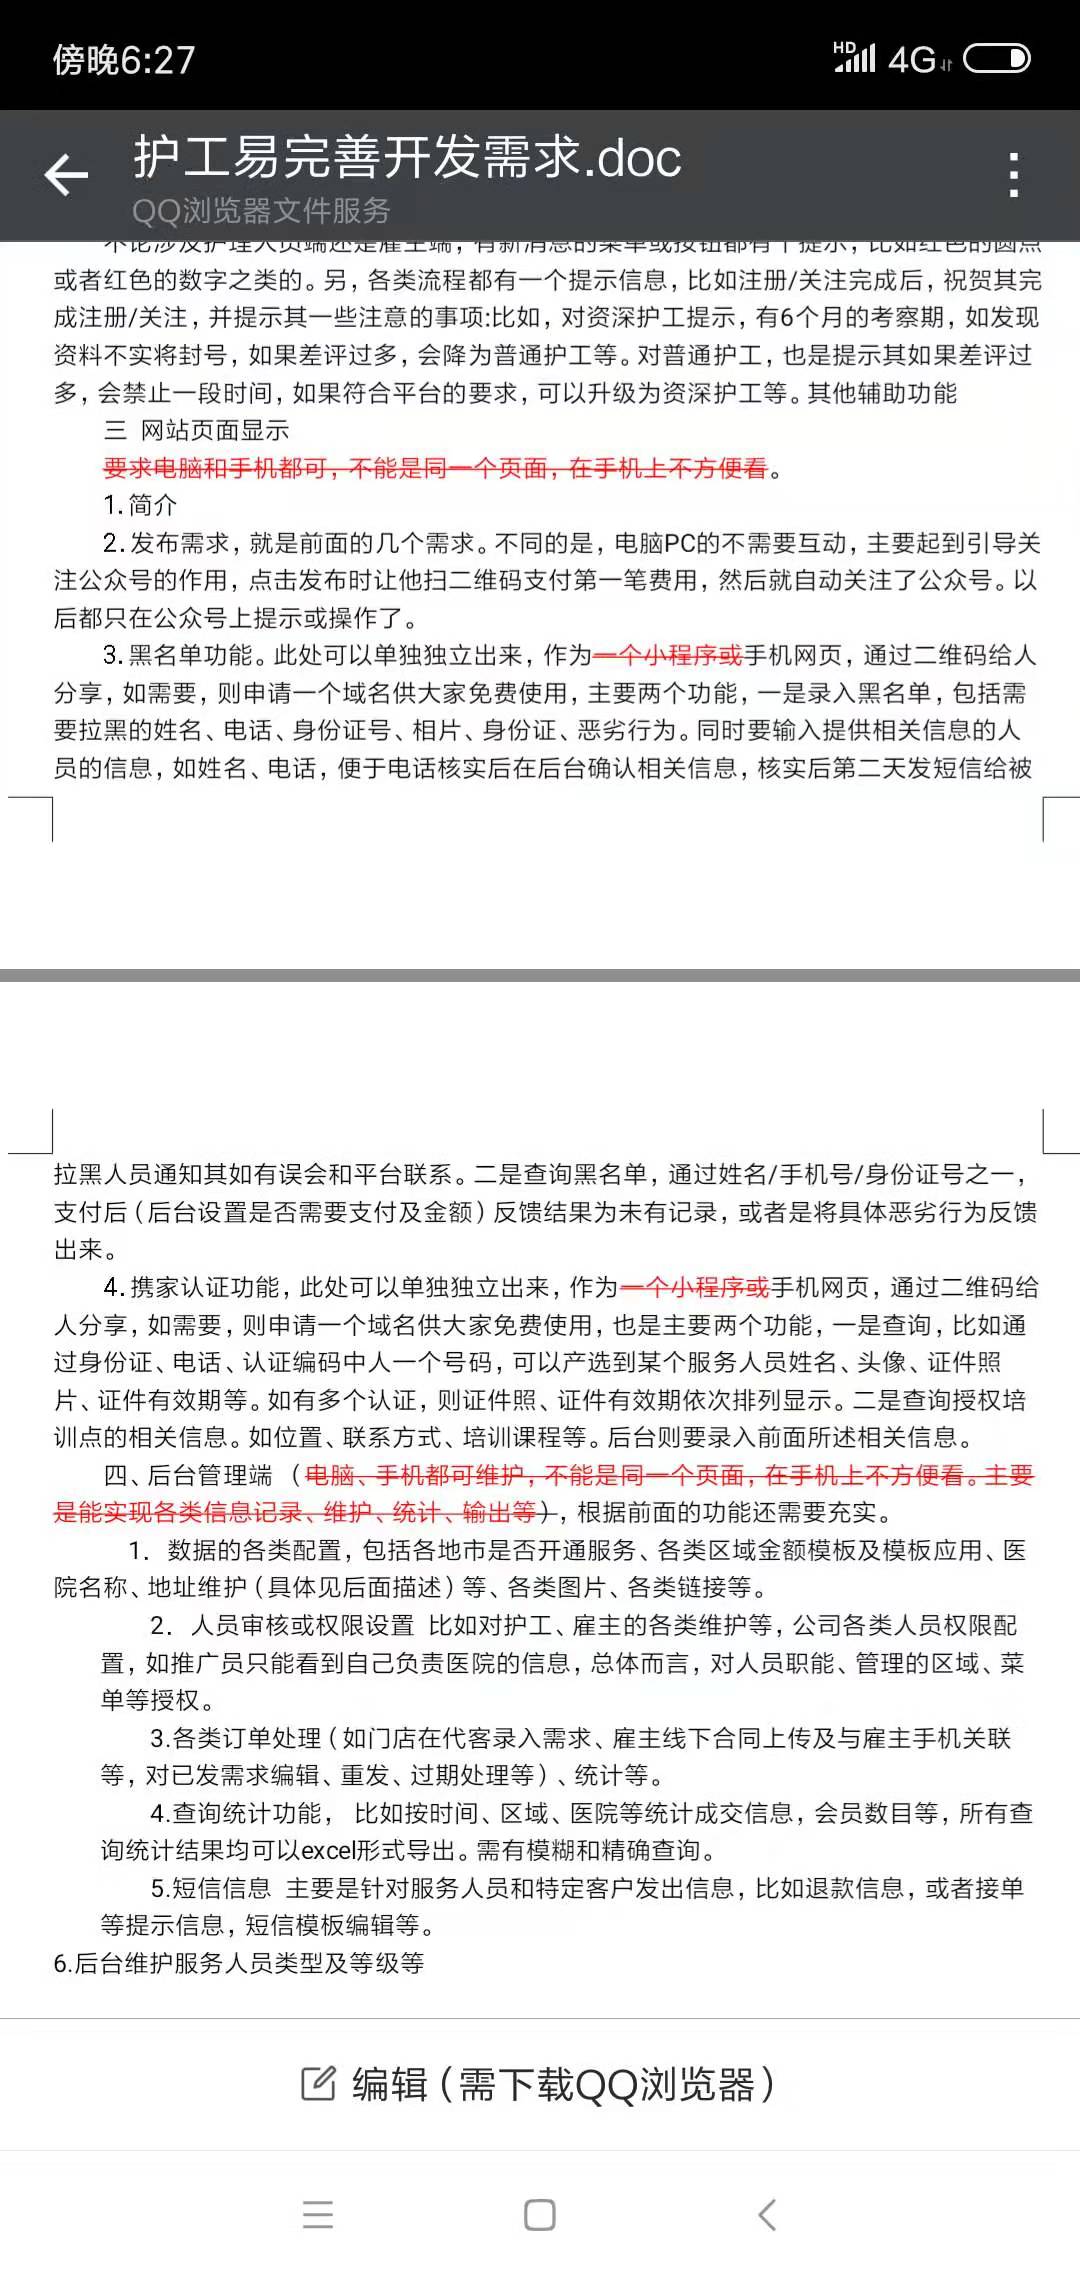 傍晚6:27
HD 4G
护工易完善开发需求.doc
QQ浏览器文件服务
不论涉及护理人员端还是雇主端，有新消息的菜单或按钮都有个提示，比如红色的圆点
或者红色的数字之类的。另，各类流程都有一个提示信息，比如注册/关注完成后，祝贺其完
成注册/关注，并提示其一些注意的事项:比如，对资深护工提示，有6个月的考察期，如发现
资料不实将封号，如果差评过多，会降为普通护工等。对普通护工，也是提示其如果差评过
多，会禁止一段时间，如果符合平台的要求，可以升级为资深护工等。其他辅助功能
三 网站页面显示
要求电脑和手机都可，不能是同一个页面，在手机上不方便看。
1.简介
2.发布需求，就是前面的几个需求。不同的是，电脑PC的不需要互动，主要起到引导关
注公众号的作用，点击发布时让他扫二维码支付第一笔费用，然后就自动关注了公众号。以
后都只在公众号上提示或操作了。
3.黑名单功能。此处可以单独独立出来，作为一个小程序或手机网页，通过二维码给人
分享，如需要，则申请一个域名供大家免费使用，主要两个功能，一是录入黑名单，包括需
要拉黑的姓名、电话、身份证号、相片、身份证、恶劣行为。同时要输入提供相关信息的人
员的信息，如姓名、电话，便于电话核实后在后台确认相关信息，核实后第二天发短信给被
拉黑人员通知其如有误会和平台联系。二是查询黑名单，通过姓名/手机号/身份证号之一，
支付后（后台设置是否需要支付及金额）反馈结果为未有记录，或者是将具体恶劣行为反馈
出来。
4.携家认证功能，此处可以单独独立出来，作为一个小程序或手机网页，通过二维码给
人分享，如需要，则申请一个域名供大家免费使用，也是主要两个功能，一是查询，比如通
过身份证、电话、认证编码中人一个号码，可以产选到某个服务人员姓名、头像、证件照
片、证件有效期等。如有多个认证，则证件照、证件有效期依次排列显示。二是查询授权培
训点的相关信息。如位置、联系方式、培训课程等。后台则要录入前面所述相关信息。
四、后台管理端 （电脑、手机都可维护，不能是同一个页面，在手机上不方便看。主要
是能实现各类信息记录、维护、统计、输出等），根据前面的功能还需要充实。
1. 数据的各类配置，包括各地市是否开通服务、各类区域金额模板及模板应用、医
院名称、地址维护（具体见后面描述）等、各类图片、各类链接等。
2. 人员审核或权限设置 比如对护工、雇主的各类维护等，公司各类人员权限配
置，如推广员只能看到自己负责医院的信息，总体而言，对人员职能、管理的区域、菜
单等授权。
3.各类订单处理（如门店在代客录入需求、雇主线下合同上传及与雇主手机关联
等，对已发需求编辑、重发、过期处理等）、统计等。
4.查询统计功能， 比如按时间、区域、医院等统计成交信息，会员数目等，所有查
询统计结果均可以excel形式导出。需有模糊和精确查询。
5.短信信息 主要是针对服务人员和特定客户发出信息，比如退款信息，或者接单
等提示信息，短信模板编辑等。
6.后台维护服务人员类型及等级等
编辑（需下载QQ浏览器）